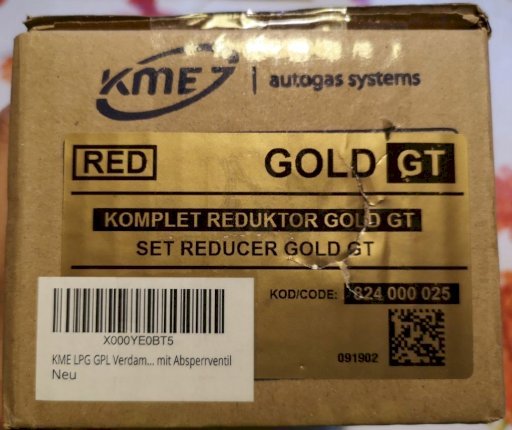 KME | autogas systems
RED GOLD GT
KOMPLET REDUKTOR GOLD GT
SET REDUCER GOLD GT
KOD/CODE: 824 000 025
091902
X000YE0BT5
KME LPG GPL Verdam... mit Absperrventil
Neu